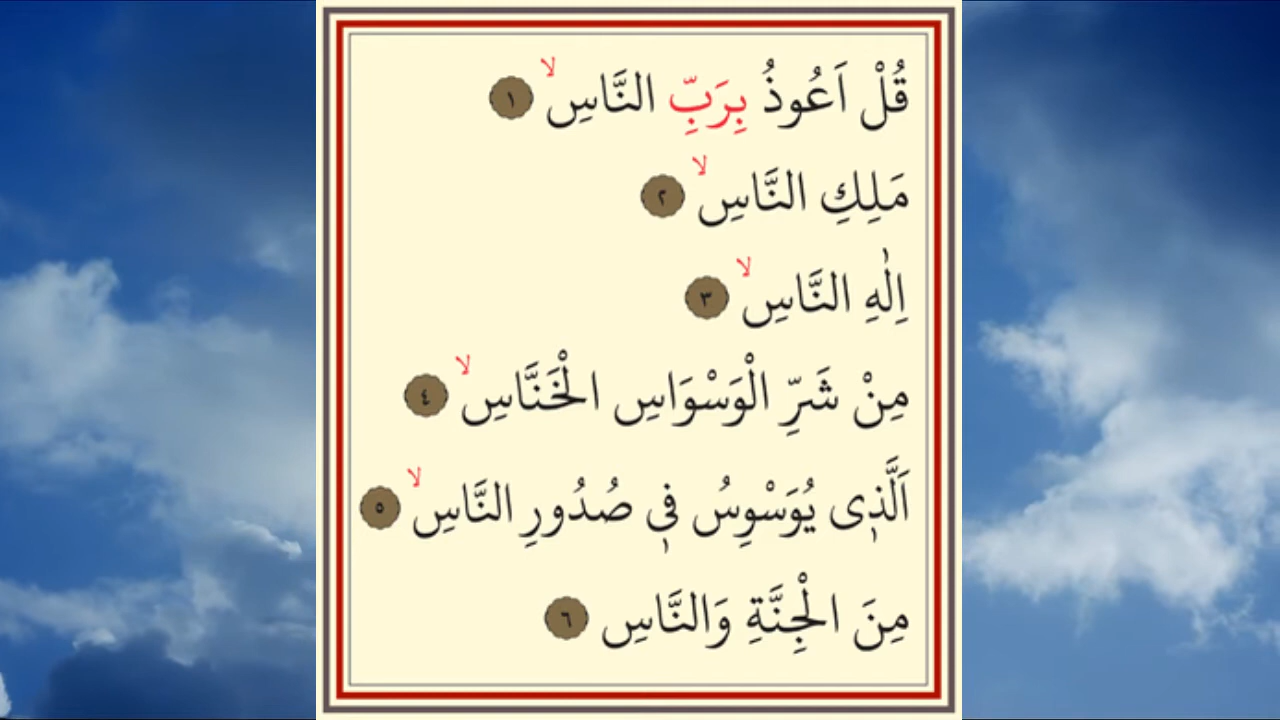 قُلْ اَعُوذُ بِرَبِّ النَّاسِۙ ١
مَلِكِ النَّاسِۙ ٢
اِلٰهِ النَّاسِۙ ٣
مِنْ شَرِّ الْوَسْوَاسِ الْخَنَّاسِۙ ٤
اَلَّذٖى يُوَسْوِسُ فٖى صُدُورِ النَّاسِۙ ٥
مِنَ الْجِنَّةِ وَالنَّاسِ ٦